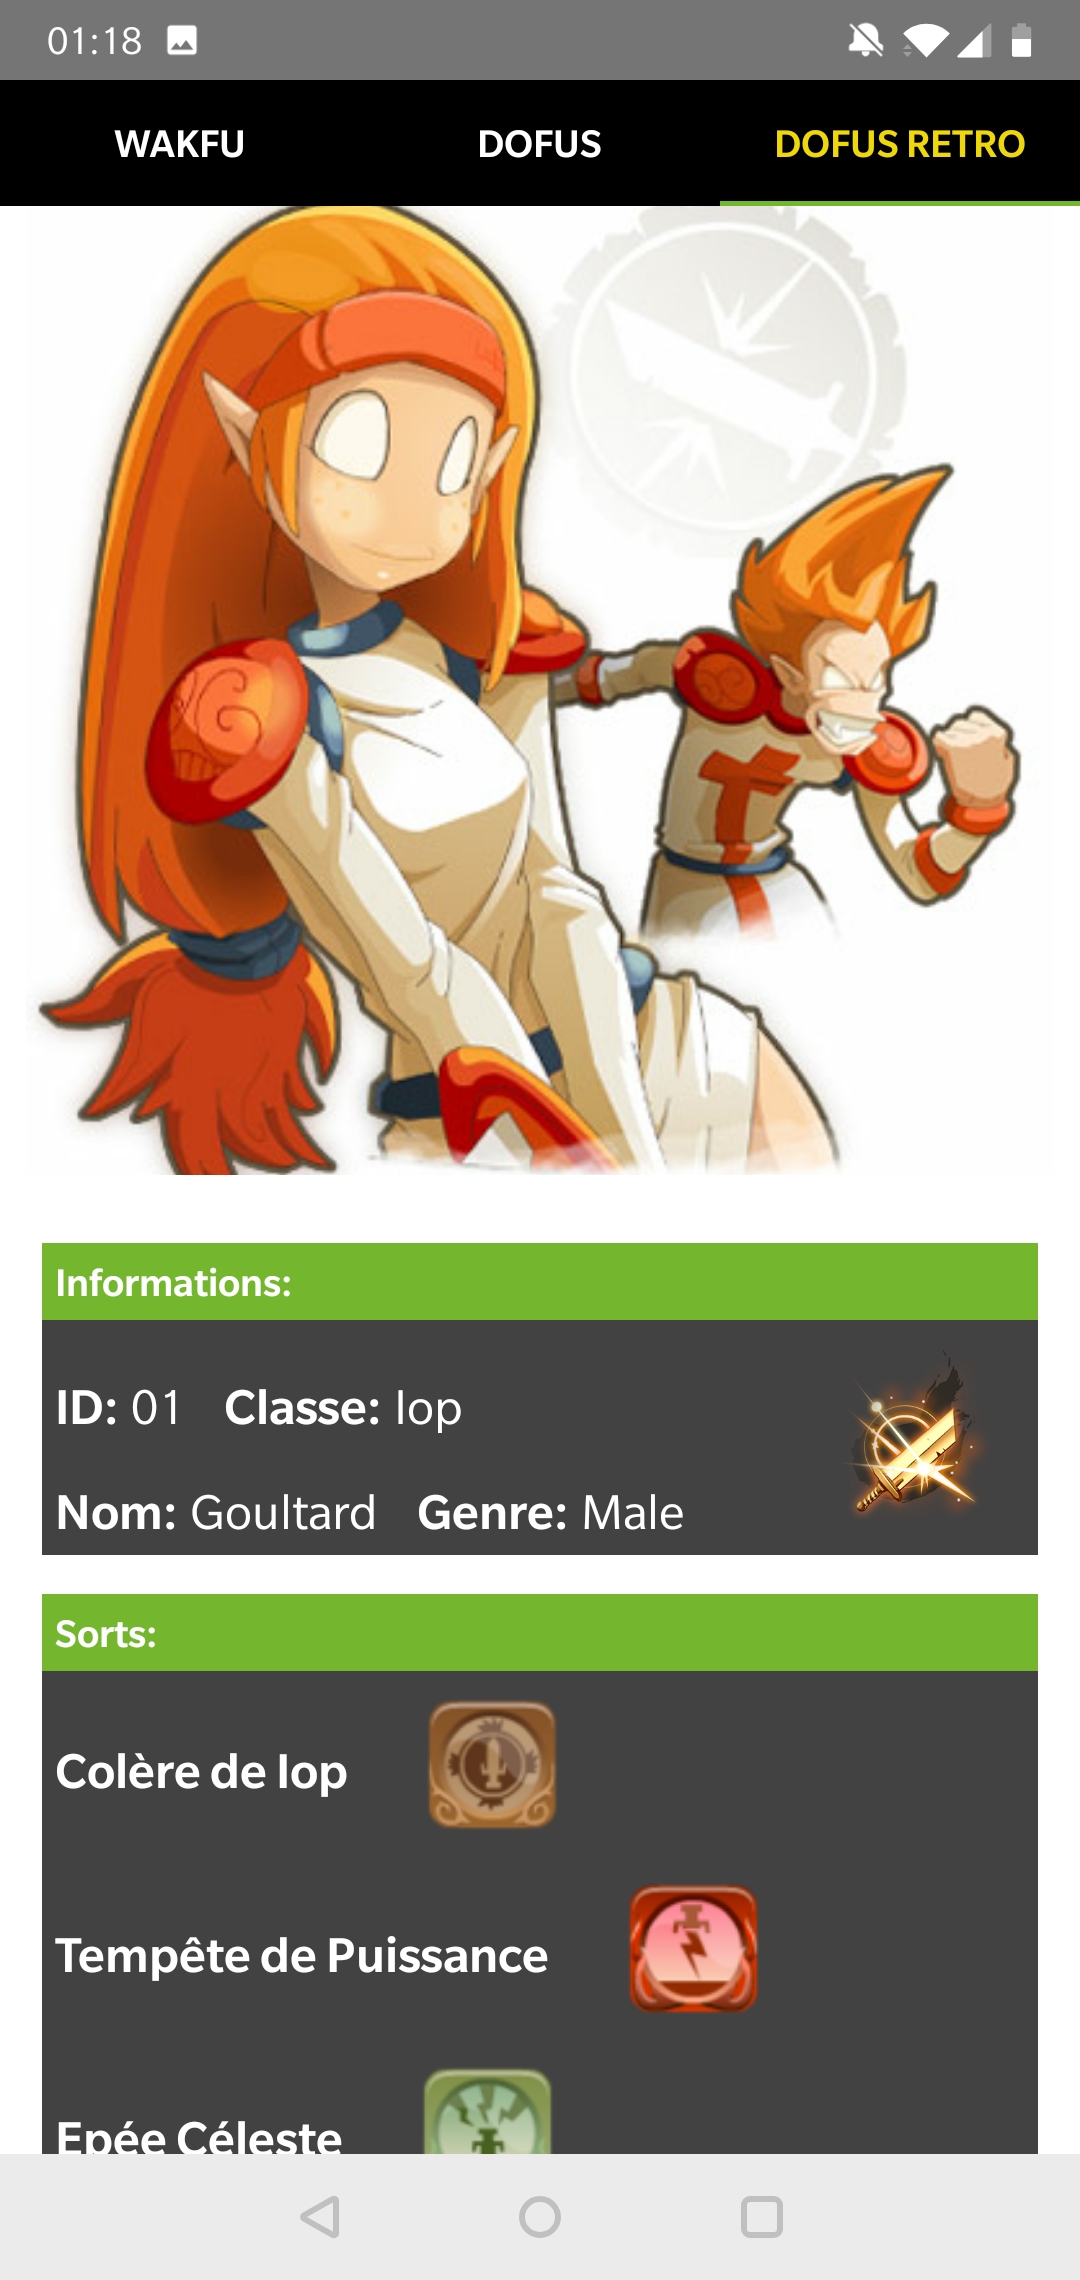 01:18
WAKFU DOFUS DOFUS RETRO
Informations:
ID: 01 Classe: Iop
Nom: Goultard Genre: Male
Sorts:
Colère de Iop
Tempête de Puissance
Epée Céleste